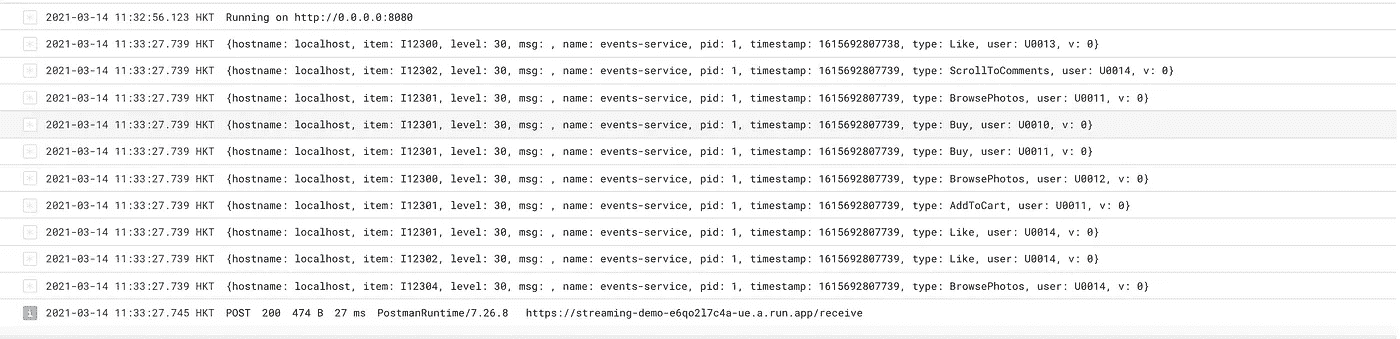 2021-03-14 11:32:56.123 HKT Running on http://0.0.0.0:8080
2021-03-14 11:33:27.739 HKT {hostname: localhost, item: I12300, level: 30, msg: , name: events-service, pid: 1, timestamp: 1615692807738, type: Like, user: U0013, v: 0}
2021-03-14 11:33:27.739 HKT {hostname: localhost, item: I12302, level: 30, msg: , name: events-service, pid: 1, timestamp: 1615692807739, type: ScrollToComments, user: U0014, v: 0}
2021-03-14 11:33:27.739 HKT {hostname: localhost, item: I12301, level: 30, msg: , name: events-service, pid: 1, timestamp: 1615692807739, type: BrowsePhotos, user: U0011, v: 0}
2021-03-14 11:33:27.739 HKT {hostname: localhost, item: I12301, level: 30, msg: , name: events-service, pid: 1, timestamp: 1615692807739, type: Buy, user: U0010, v: 0}
2021-03-14 11:33:27.739 HKT {hostname: localhost, item: I12301, level: 30, msg: , name: events-service, pid: 1, timestamp: 1615692807739, type: Buy, user: U0011, v: 0}
2021-03-14 11:33:27.739 HKT {hostname: localhost, item: I12300, level: 30, msg: , name: events-service, pid: 1, timestamp: 1615692807739, type: BrowsePhotos, user: U0012, v: 0}
2021-03-14 11:33:27.739 HKT {hostname: localhost, item: I12301, level: 30, msg: , name: events-service, pid: 1, timestamp: 1615692807739, type: AddToCart, user: U0011, v: 0}
2021-03-14 11:33:27.739 HKT {hostname: localhost, item: I12301, level: 30, msg: , name: events-service, pid: 1, timestamp: 1615692807739, type: Like, user: U0014, v: 0}
2021-03-14 11:33:27.739 HKT {hostname: localhost, item: I12302, level: 30, msg: , name: events-service, pid: 1, timestamp: 1615692807739, type: Like, user: U0014, v: 0}
2021-03-14 11:33:27.739 HKT {hostname: localhost, item: I12304, level: 30, msg: , name: events-service, pid: 1, timestamp: 1615692807739, type: BrowsePhotos, user: U0014, v: 0}
i 2021-03-14 11:33:27.745 HKT POST 200 474 B 27 ms PostmanRuntime/7.26.8 https://streaming-demo-e6qo2l7c4a-ue.a.run.app/receive